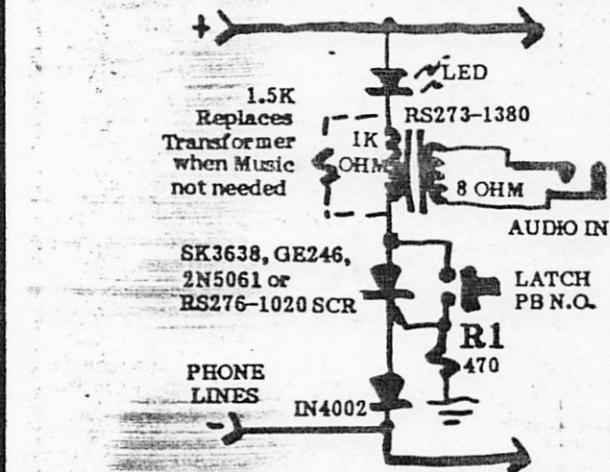 +
LED
1.5K
Replaces
Transformer
when Music
not needed
RS273-1380
1K
OHM
8 OHM
AUDIO IN
SK3638, GE246,
2N5061 or
RS276-1020 SCR
LATCH
PB N.O.
R1
470
PHONE
LINES
IN4002
-